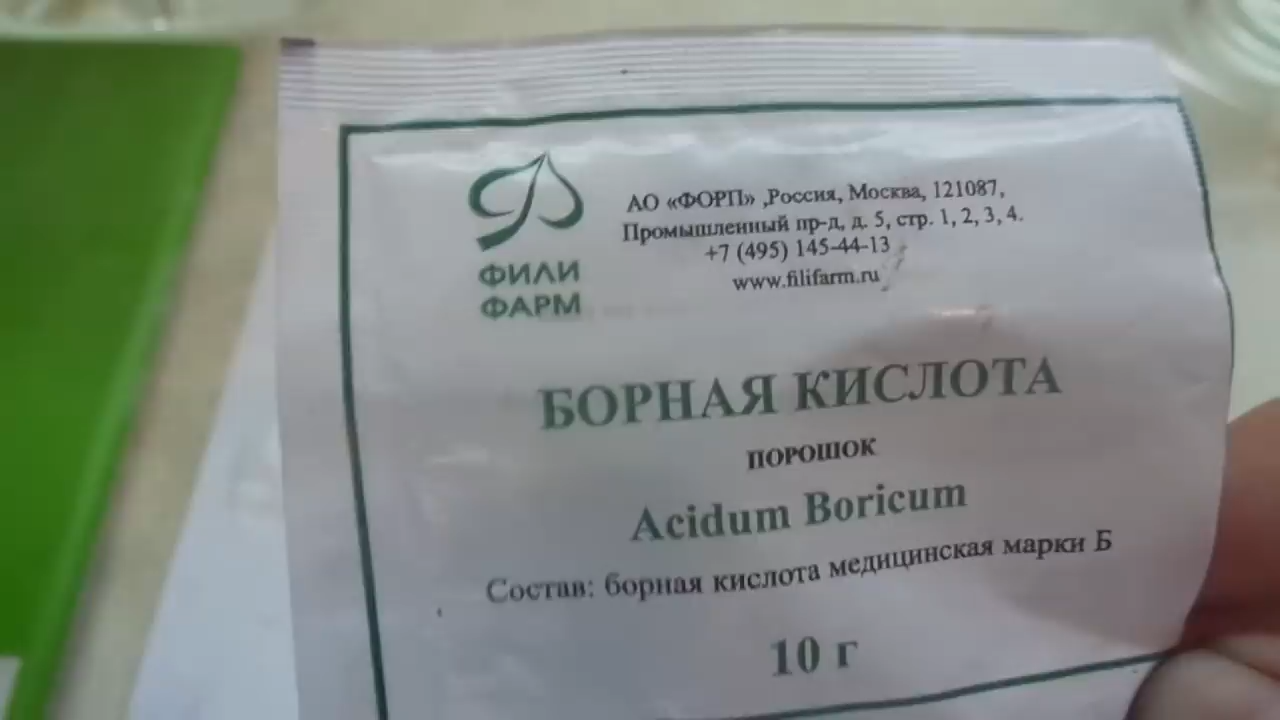 ФИЛИ
ФАРМ
АО «ФОРП» ,Россия, Москва, 121087,
Промышленный пр-д, д. 5, стр. 1, 2, 3, 4.
+7 (495) 145-44-13
www.filifarm.ru
БОРНАЯ КИСЛОТА
ПОРОШОК
Acidum Boricum
Состав: борная кислота медицинская марки Б
10 г